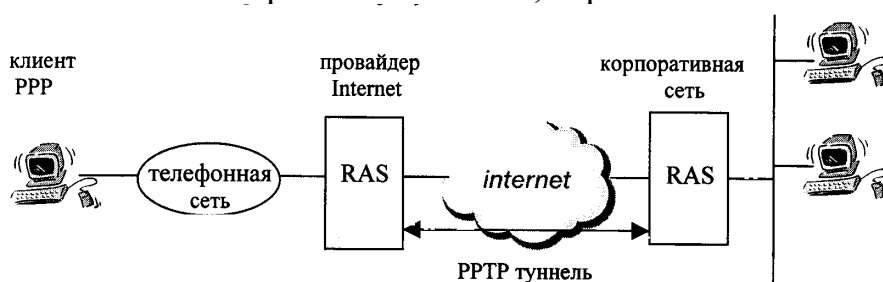 клиент
PPP
провайдер
Internet
корпоративная
сеть
телефонная
сеть
RAS
internet
RAS
PPTP туннель